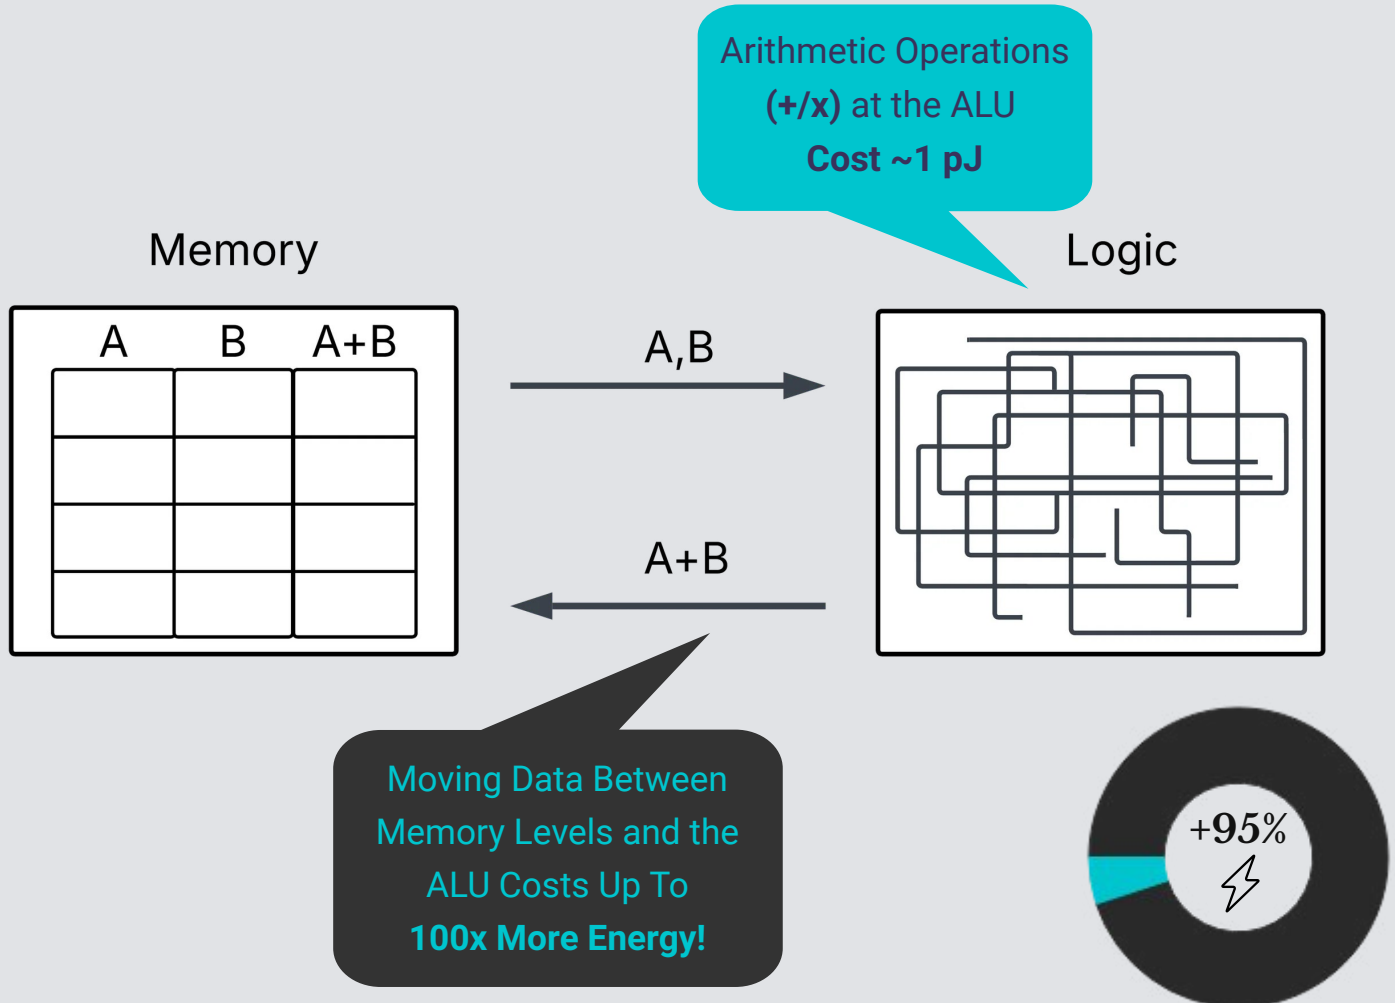 Arithmetic Operations
(+/x) at the ALU
Cost ~1 pJ
Memory
Logic
A B A+B
A,B
A+B
Moving Data Between
Memory Levels and the
ALU Costs Up To
100x More Energy!
+95%